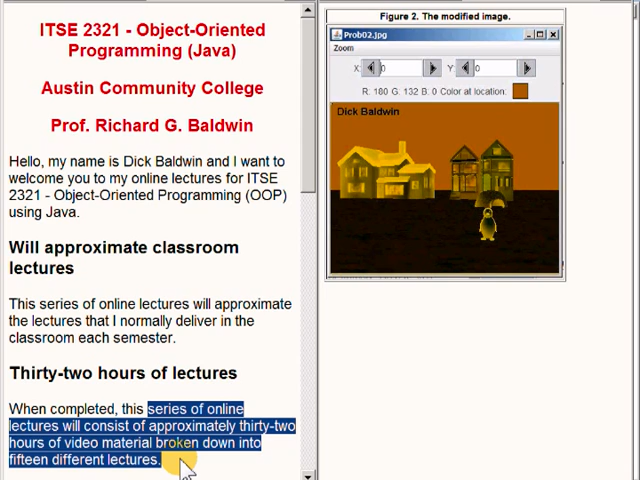 ITSE 2321 - Object-Oriented
Programming (Java)
Austin Community College
Prof. Richard G. Baldwin
Hello, my name is Dick Baldwin and I want to
welcome you to my online lectures for ITSE
2321 - Object-Oriented Programming (OOP)
using Java.
Will approximate classroom
lectures
This series of online lectures will approximate
the lectures that I normally deliver in the
classroom each semester.
Thirty-two hours of lectures
When completed, this series of online
lectures will consist of approximately thirty-two
hours of video material broken down into
fifteen different lectures.
Figure 2. The modified image.
Prob02.jpg
Zoom
X: 0 Y: 0
R: 180 G: 132 B: 0 Color at location:
Dick Baldwin